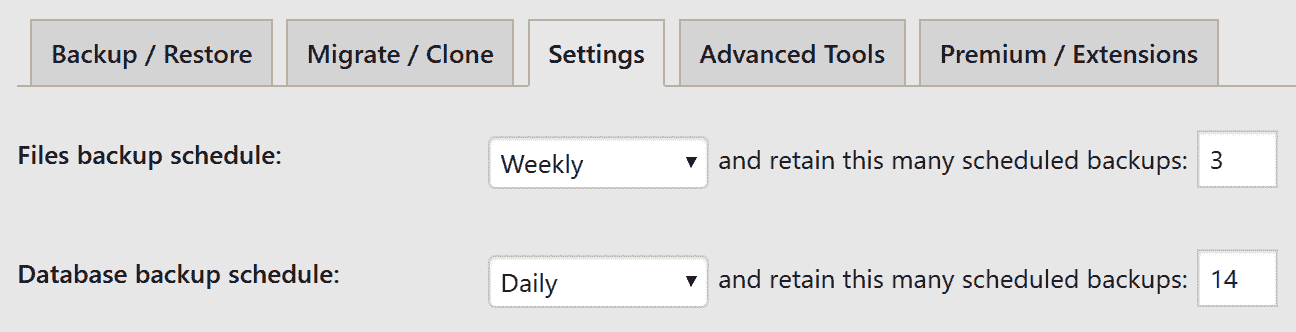 Backup / Restore Migrate / Clone Settings Advanced Tools Premium / Extensions
Files backup schedule: Weekly and retain this many scheduled backups: 3
Database backup schedule: Daily and retain this many scheduled backups: 14